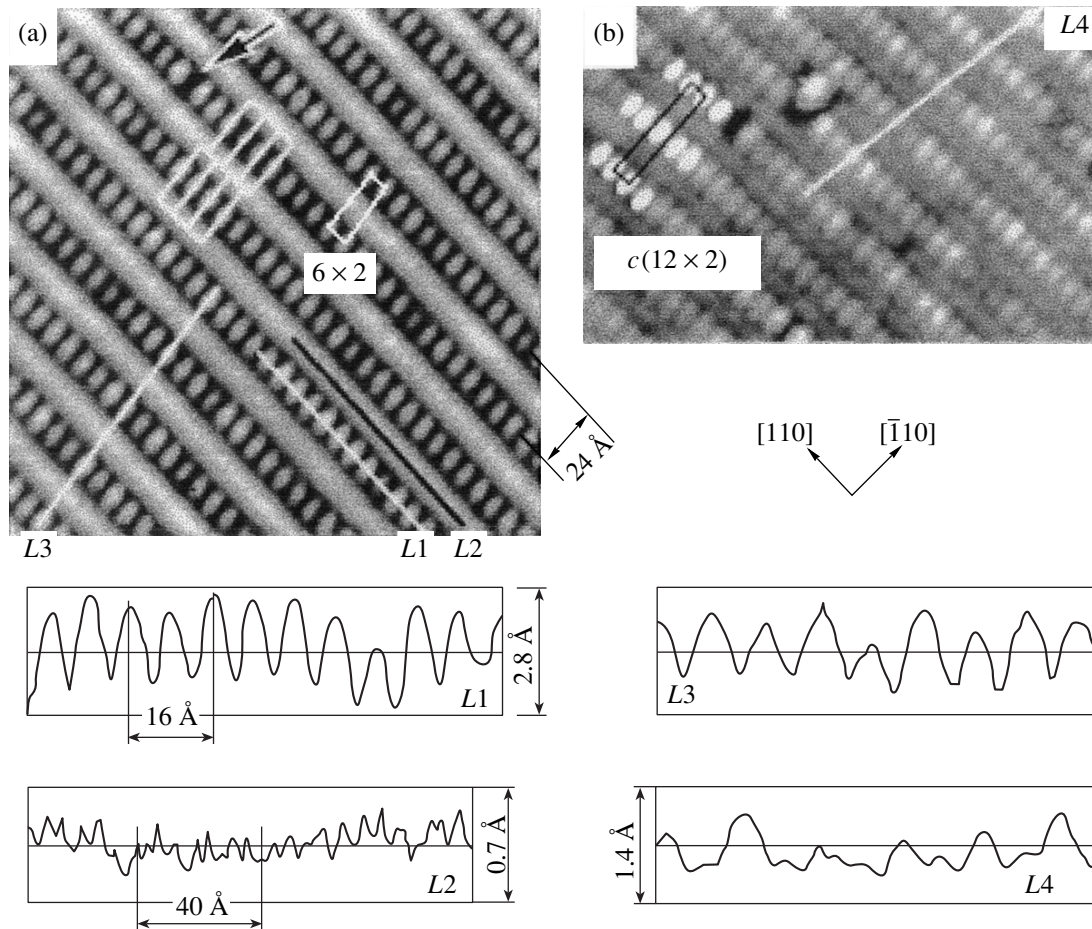 (a)
(b)
L4
6 × 2
c(12 × 2)
24 Å
[110]
[1̄10]
L3
L1
L2
L1
2.8 Å
16 Å
L3
L2
0.7 Å
40 Å
L4
1.4 Å